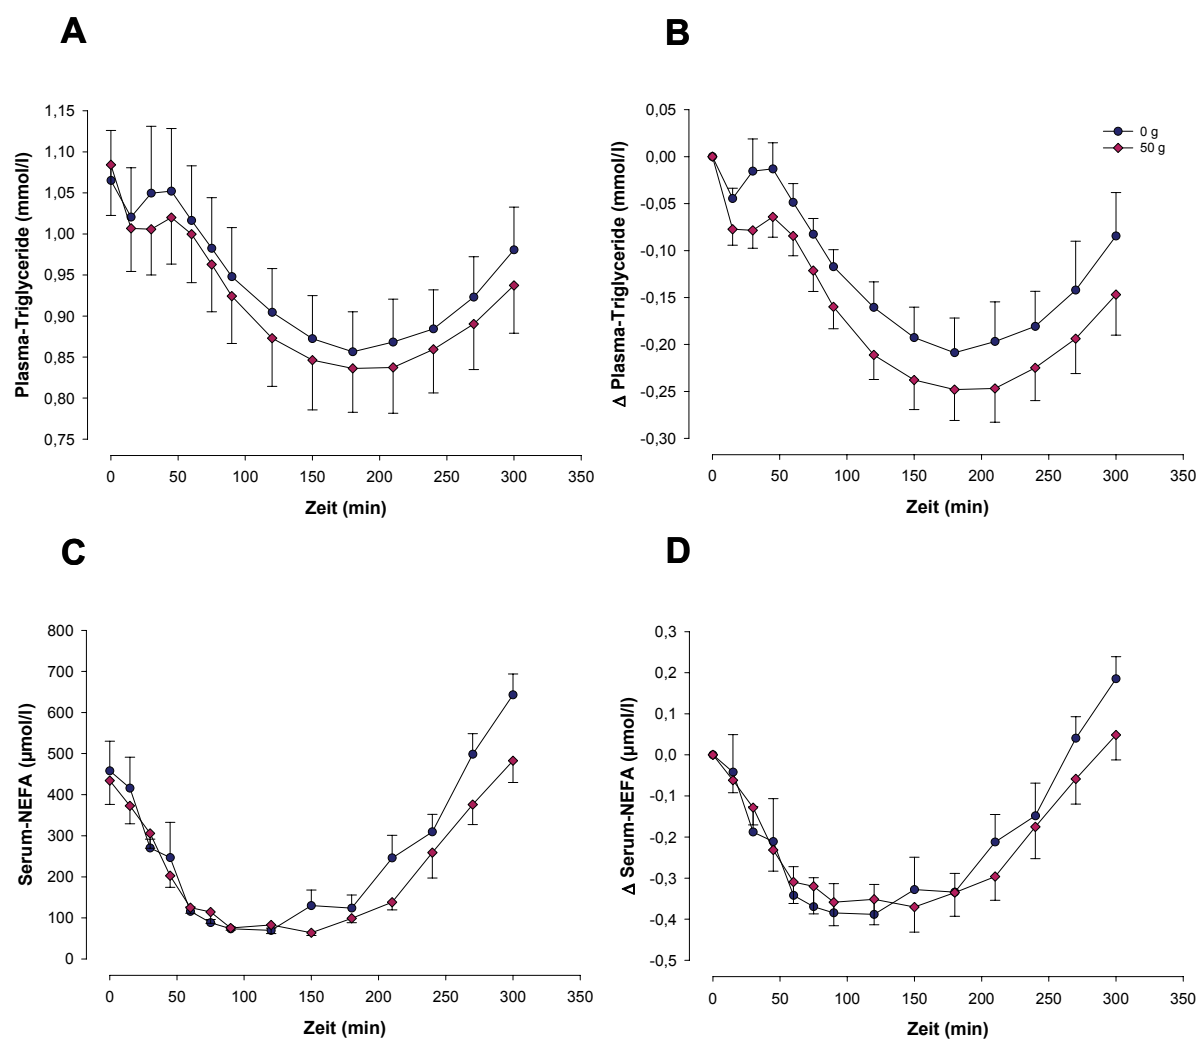 A
B
1,15
1,10
1,05
1,00
0,95
0,90
0,85
0,80
0,75
Plasma-Triglyceride (mmol/l)
0 50 100 150 200 250 300 350
Zeit (min)
0,05
0,00
-0,05
-0,10
-0,15
-0,20
-0,25
-0,30
Δ Plasma-Triglyceride (mmol/l)
0 g
50 g
0 50 100 150 200 250 300 350
Zeit (min)
C
D
800
700
600
500
400
300
200
100
0
Serum-NEFA (µmol/l)
0 50 100 150 200 250 300 350
Zeit (min)
0,3
0,2
0,1
0,0
-0,1
-0,2
-0,3
-0,4
-0,5
Δ Serum-NEFA (µmol/l)
0 50 100 150 200 250 300 350
Zeit (min)